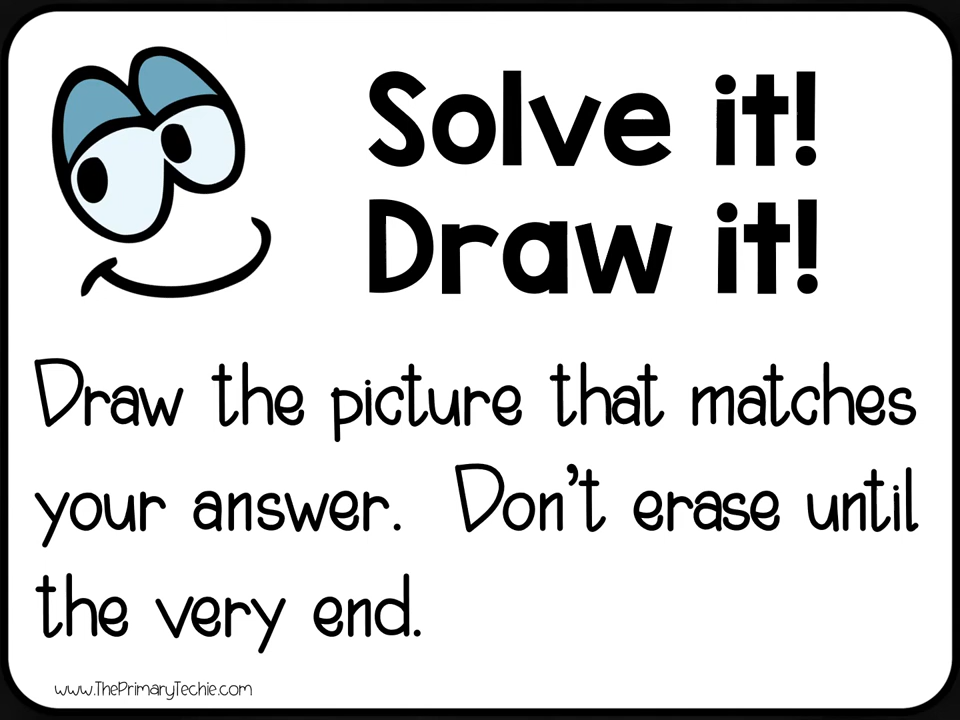 Solve it!
Draw it!
Draw the picture that matches
your answer. Don't erase until
the very end.
www.ThePrimaryTechie.com